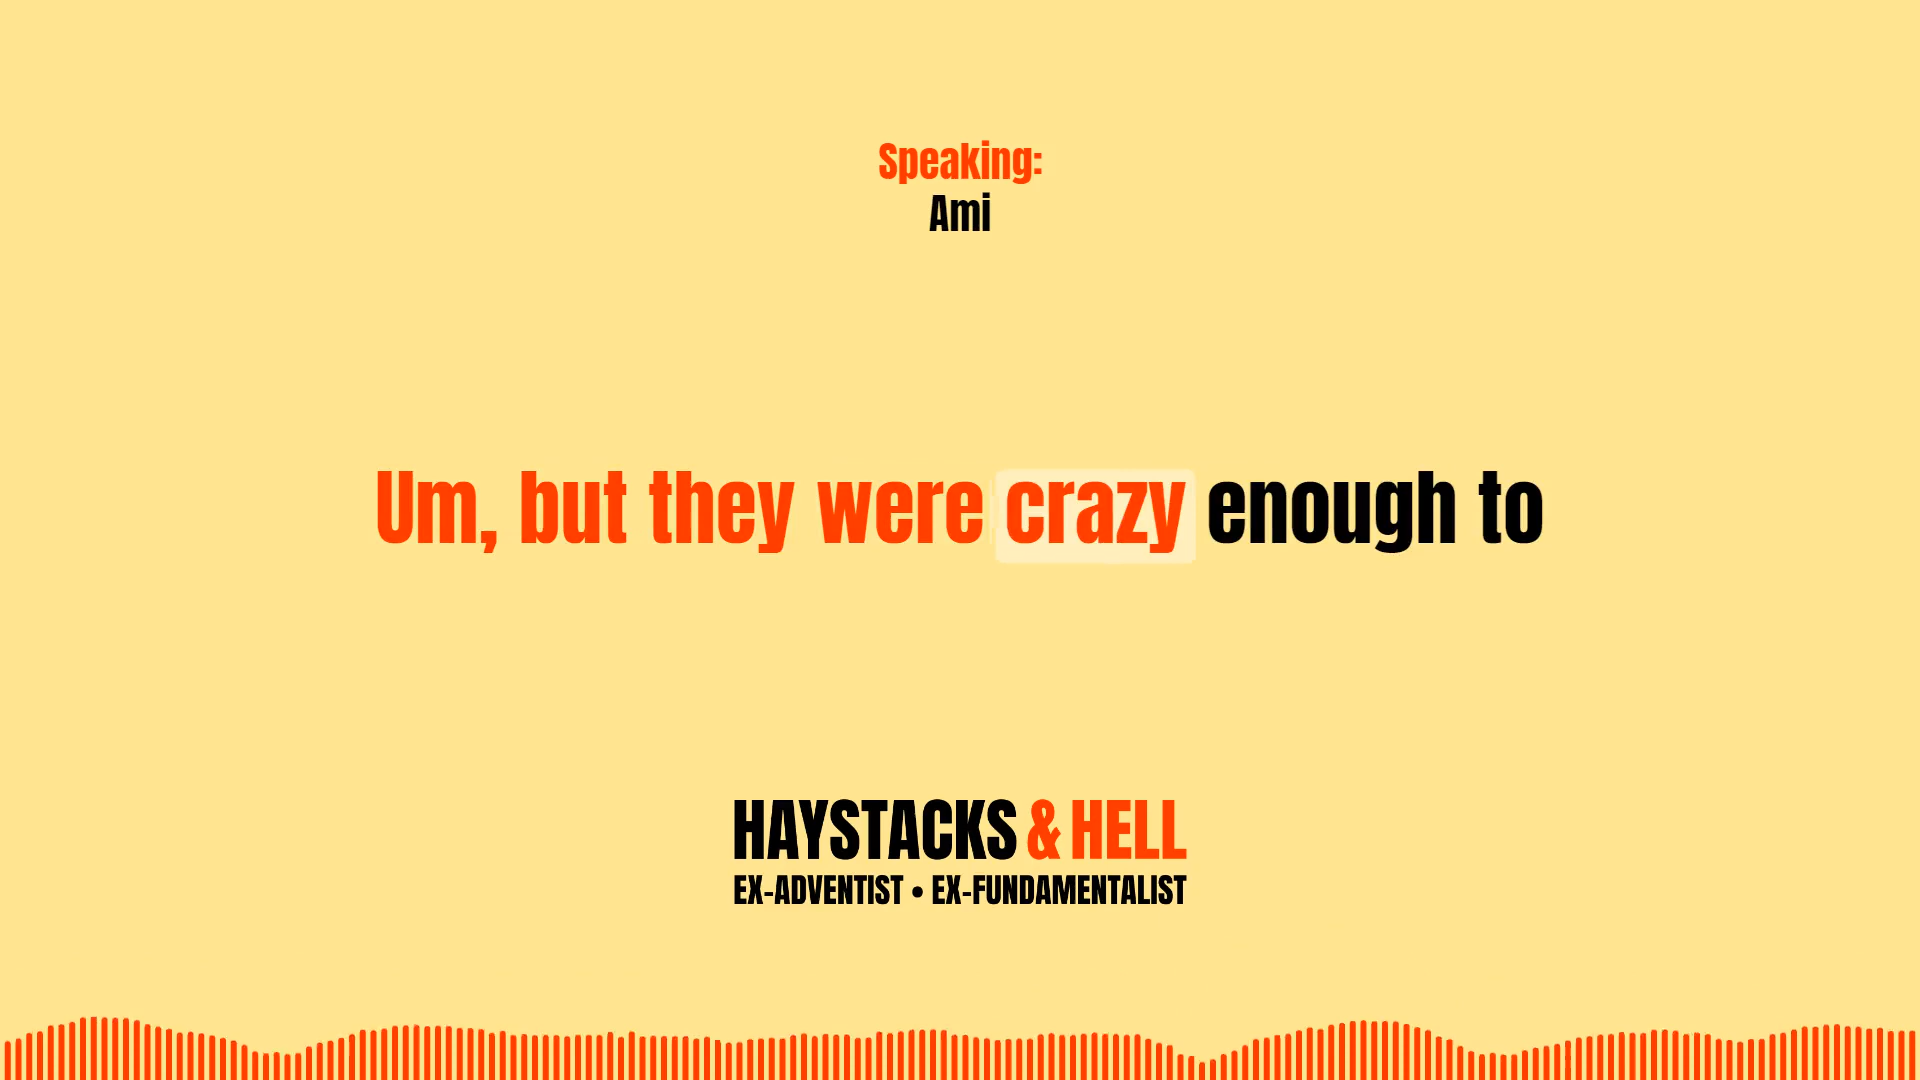 Speaking:
Ami
Um, but they were crazy enough to
HAYSTACKS & HELL
EX-ADVENTIST • EX-FUNDAMENTALIST